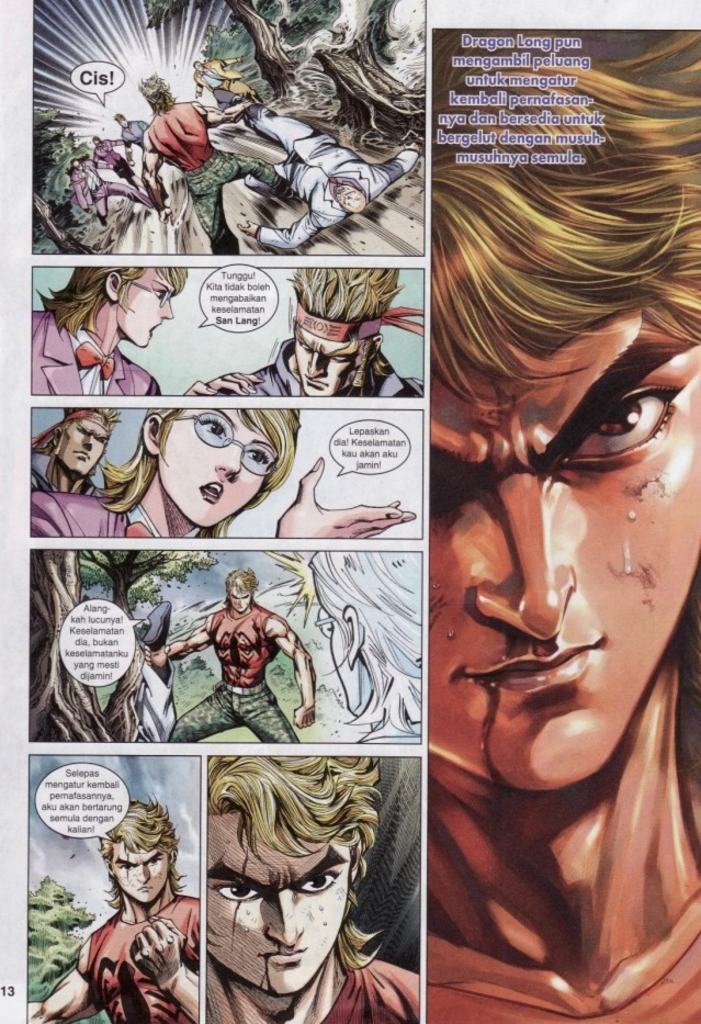 Cis!
Tunggu!
Kita tidak boleh
mengabaikan
keselamatan
San Lang!
Lepaskan
dia! Keselamatan
kau akan aku
jamin!
Alang-
kah lucunya!
Keselamatan
dia, bukan
keselamatanku
yang mesti
dijamin!
Selepas
mengatur kembali
pernafasannya,
aku akan bertarung
semula dengan
kalian!
Dragon Long pun
mengambil peluang
untuk mengatur
kembali pernafasan-
nya dan bersedia untuk
bergelut dengan musuh-
musuhnya semula.
13